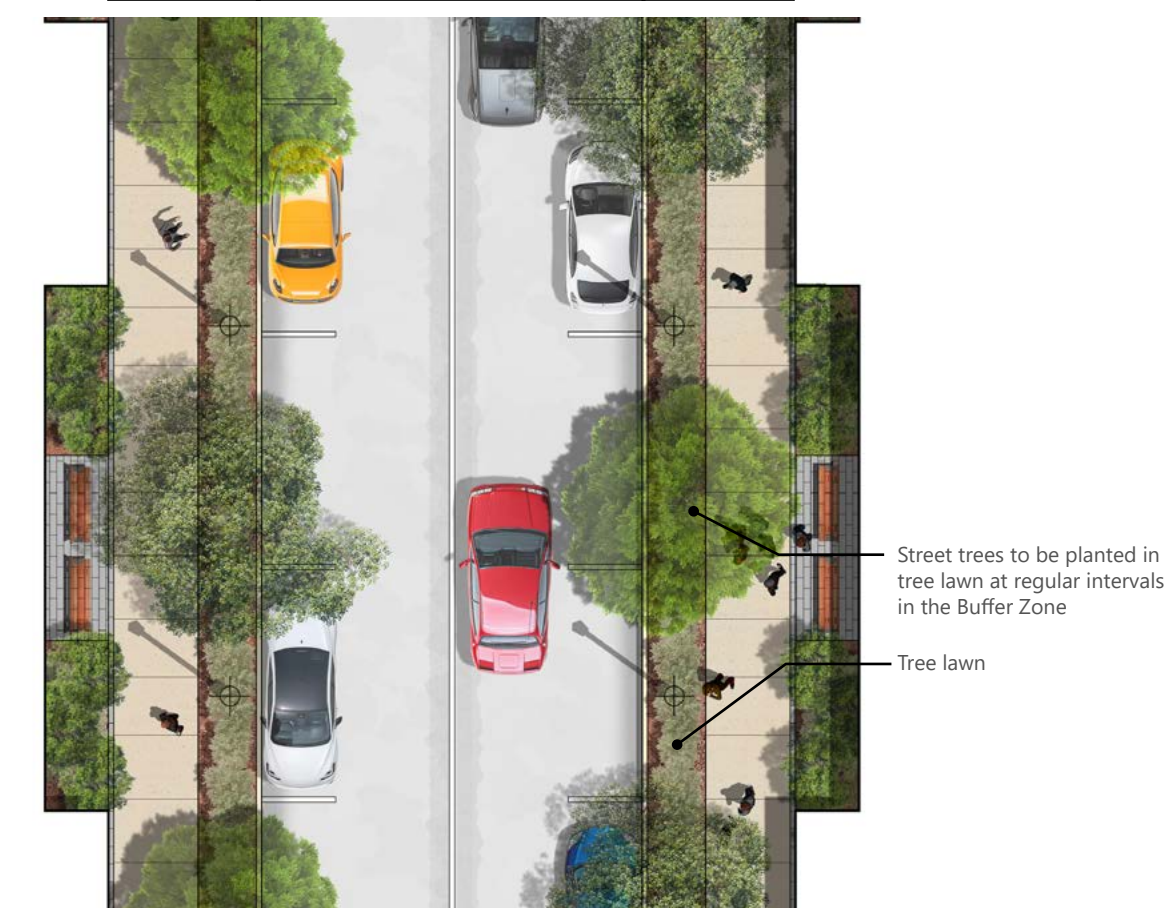 Street trees to be planted in
tree lawn at regular intervals
in the Buffer Zone
Tree lawn